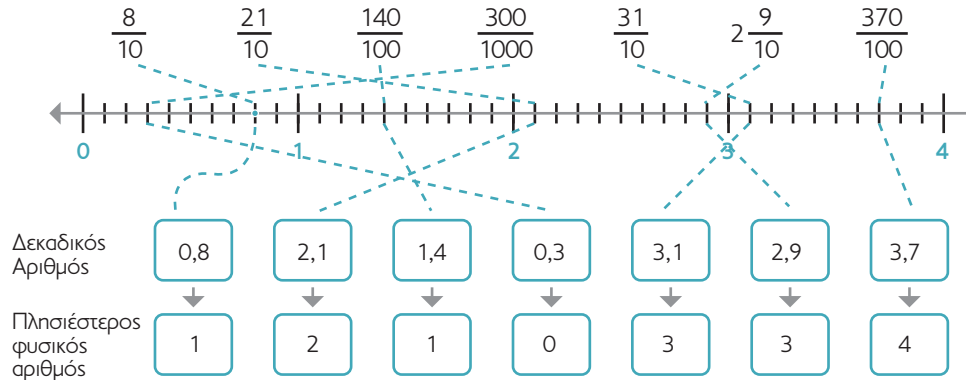 8/10 21/10 140/100 300/1000 31/10 2 9/10 370/100
0 1 2 3 4
Δεκαδικός
Αριθμός
0,8 2,1 1,4 0,3 3,1 2,9 3,7
Πλησιέστερος
φυσικός
αριθμός
1 2 1 0 3 3 4